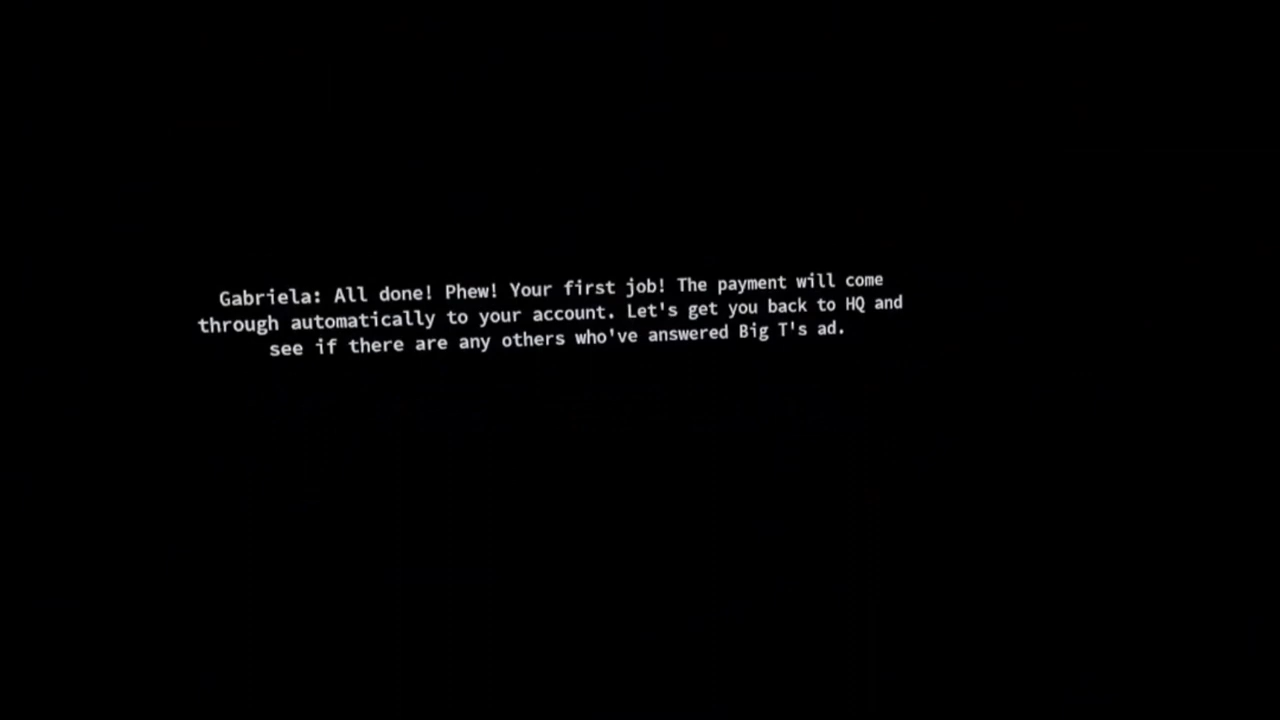 Gabriela: All done! Phew! Your first job! The payment will come
through automatically to your account. Let's get you back to HQ and
see if there are any others who've answered Big T's ad.